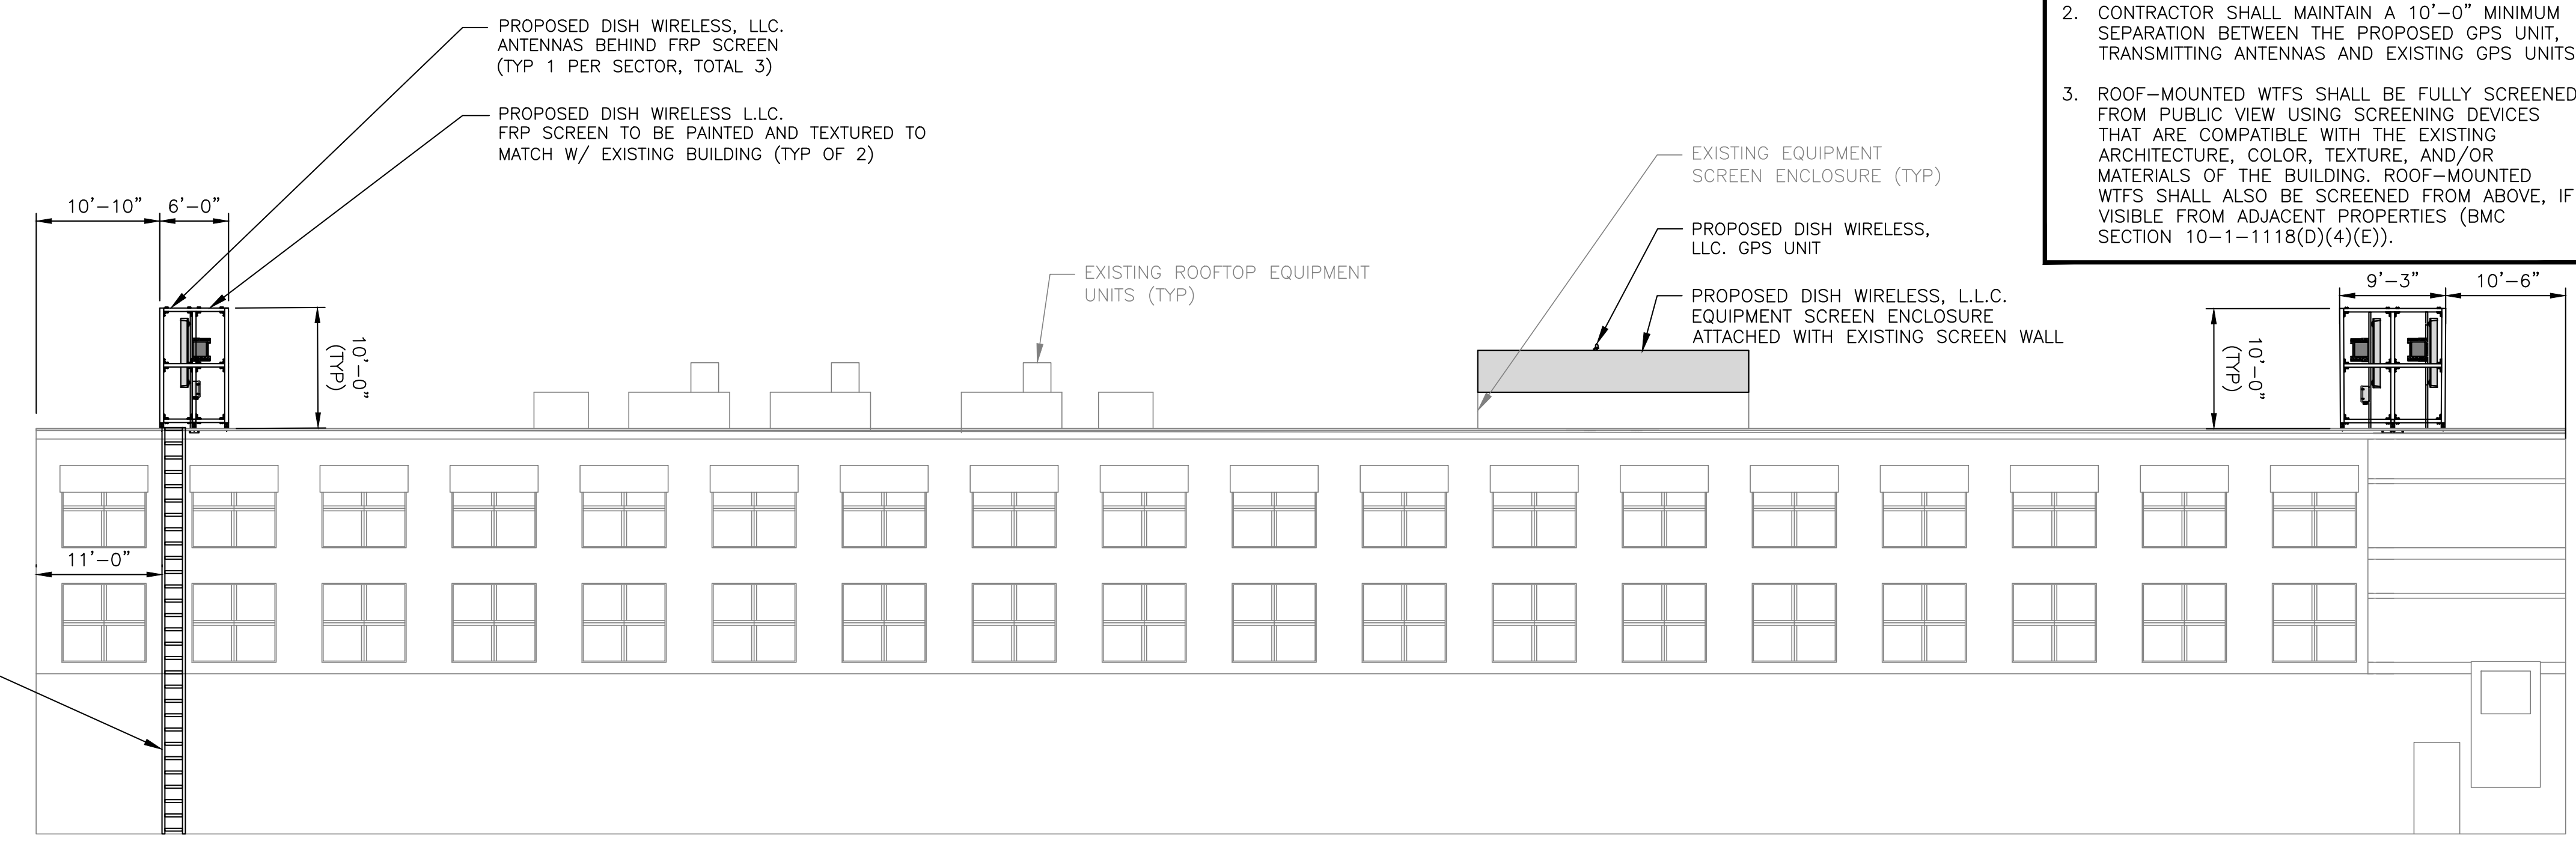 PROPOSED DISH WIRELESS, LLC.
ANTENNAS BEHIND FRP SCREEN
(TYP 1 PER SECTOR, TOTAL 3)
PROPOSED DISH WIRELESS L.LC.
FRP SCREEN TO BE PAINTED AND TEXTURED TO
MATCH W/ EXISTING BUILDING (TYP OF 2)
2. CONTRACTOR SHALL MAINTAIN A 10'-0" MINIMUM
SEPARATION BETWEEN THE PROPOSED GPS UNIT,
TRANSMITTING ANTENNAS AND EXISTING GPS UNITS
3. ROOF-MOUNTED WTFS SHALL BE FULLY SCREENED
FROM PUBLIC VIEW USING SCREENING DEVICES
THAT ARE COMPATIBLE WITH THE EXISTING
ARCHITECTURE, COLOR, TEXTURE, AND/OR
MATERIALS OF THE BUILDING. ROOF-MOUNTED
WTFS SHALL ALSO BE SCREENED FROM ABOVE, IF
VISIBLE FROM ADJACENT PROPERTIES (BMC
SECTION 10-1-1118(D)(4)(E)).
EXISTING EQUIPMENT
SCREEN ENCLOSURE (TYP)
PROPOSED DISH WIRELESS,
LLC. GPS UNIT
EXISTING ROOFTOP EQUIPMENT
UNITS (TYP)
PROPOSED DISH WIRELESS, L.L.C.
EQUIPMENT SCREEN ENCLOSURE
ATTACHED WITH EXISTING SCREEN WALL
10'-10"
6'-0"
9'-3"
10'-6"
10'-0"
(TYP)
10'-0"
(TYP)
11'-0"